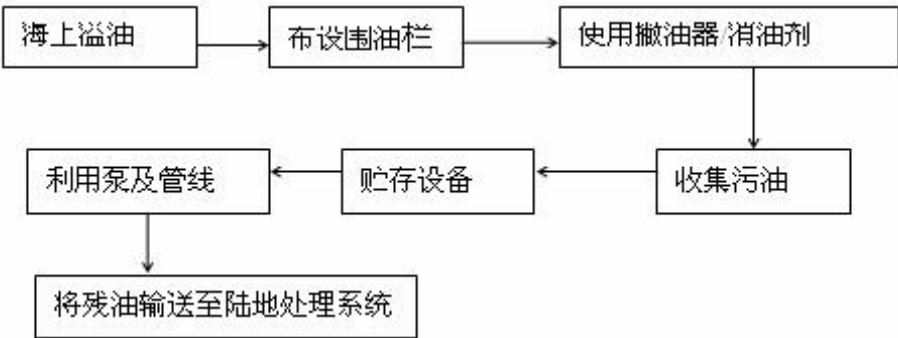 海上溢油
布设围油栏
使用撇油器/消油剂
收集污油
贮存设备
利用泵及管线
将残油输送至陆地处理系统